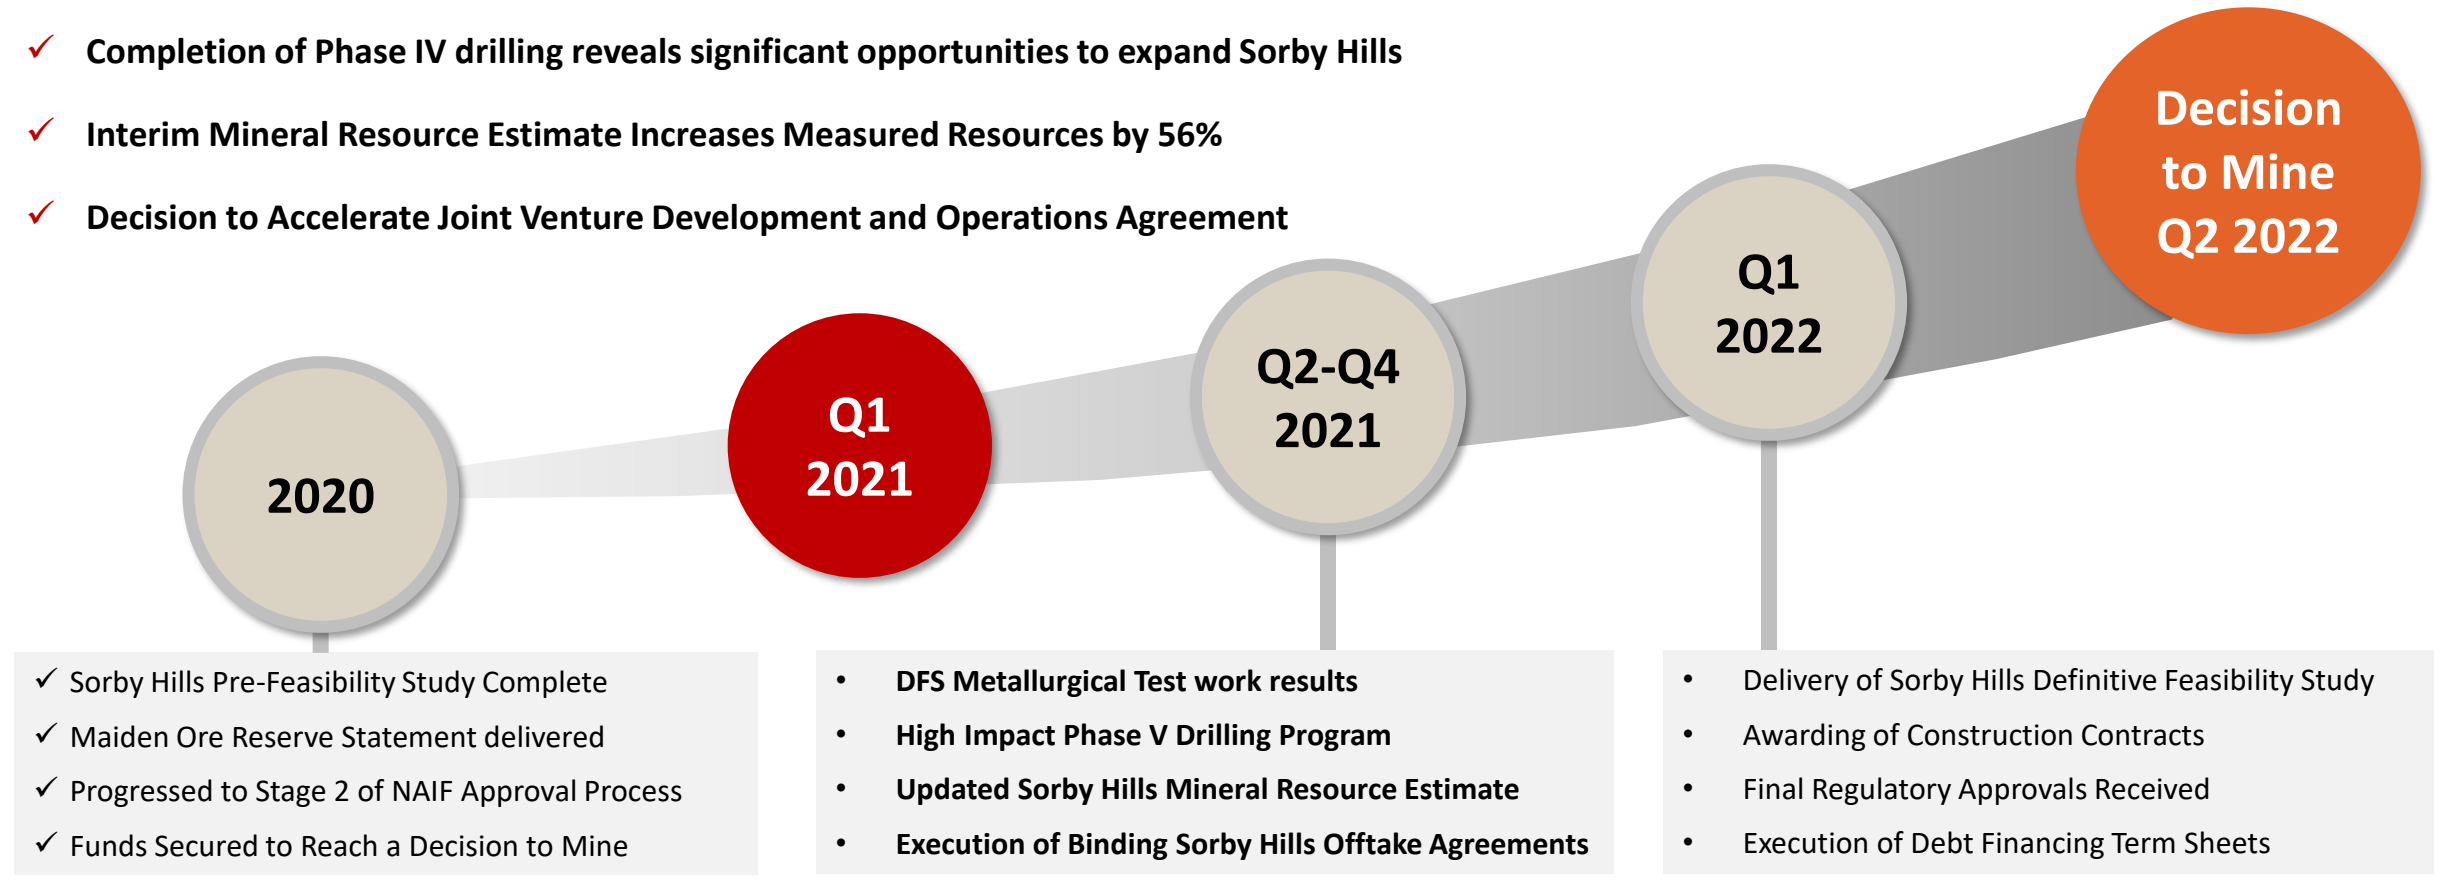 ✓ Completion of Phase IV drilling reveals significant opportunities to expand Sorby Hills
✓ Interim Mineral Resource Estimate Increases Measured Resources by 56%
✓ Decision to Accelerate Joint Venture Development and Operations Agreement
2020
Q1
2021
Q2-Q4
2021
Q1
2022
Decision
to Mine
Q2 2022
✓ Sorby Hills Pre-Feasibility Study Complete
✓ Maiden Ore Reserve Statement delivered
✓ Progressed to Stage 2 of NAIF Approval Process
✓ Funds Secured to Reach a Decision to Mine
• DFS Metallurgical Test work results
• High Impact Phase V Drilling Program
• Updated Sorby Hills Mineral Resource Estimate
• Execution of Binding Sorby Hills Offtake Agreements
• Delivery of Sorby Hills Definitive Feasibility Study
• Awarding of Construction Contracts
• Final Regulatory Approvals Received
• Execution of Debt Financing Term Sheets